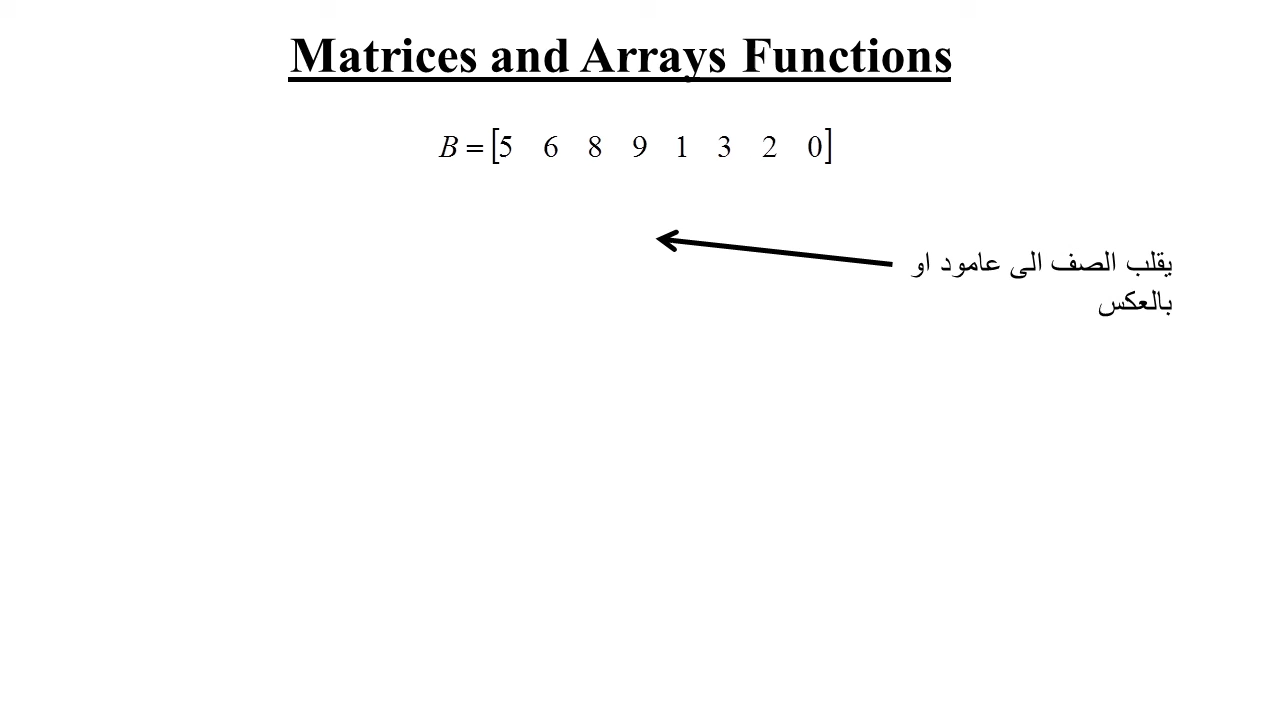 Matrices and Arrays Functions
B = [5 6 8 9 1 3 2 0]
يقلب الصف الى عامود او
بالعكس